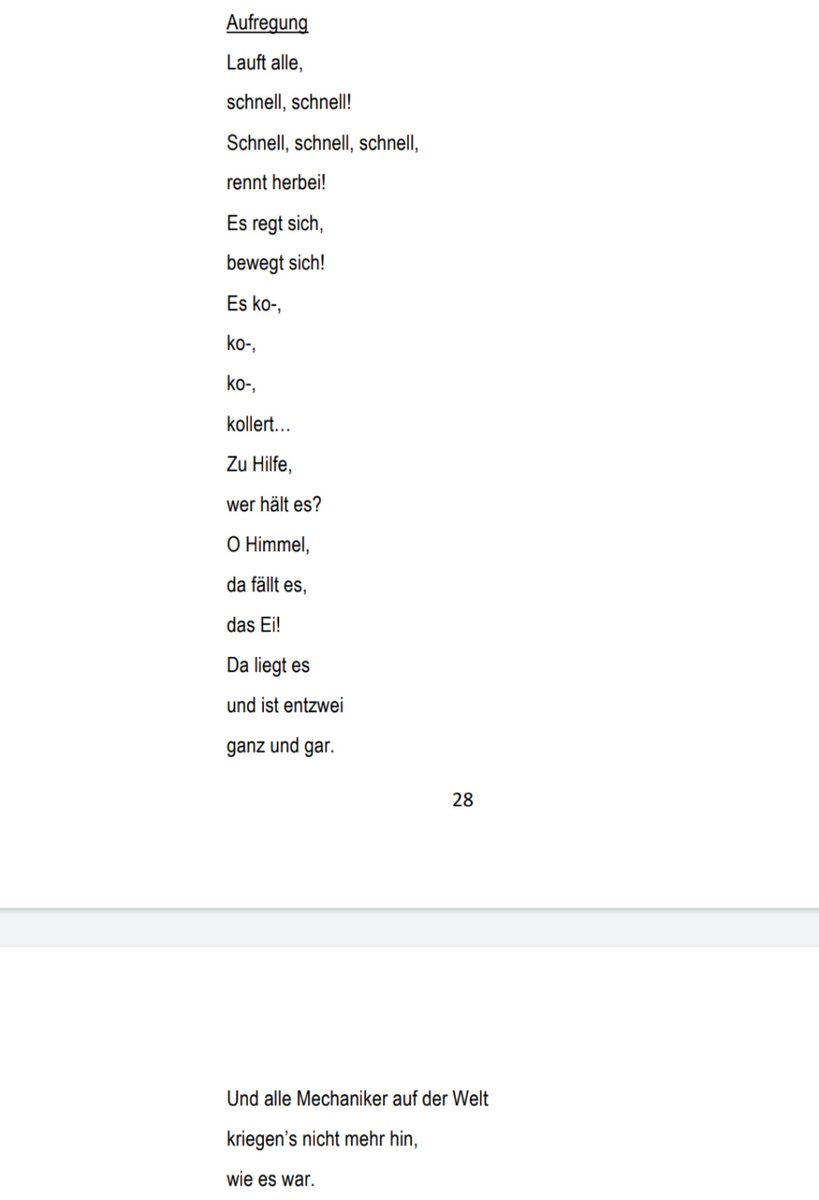 Aufregung
Lauft alle,
schnell, schnell!
Schnell, schnell, schnell,
rennt herbei!
Es regt sich,
bewegt sich!
Es ko-,
ko-,
ko-,
kollert…
Zu Hilfe,
wer hält es?
O Himmel,
da fällt es,
das Ei!
Da liegt es
und ist entzwei
ganz und gar.
28
Und alle Mechaniker auf der Welt
kriegen’s nicht mehr hin,
wie es war.